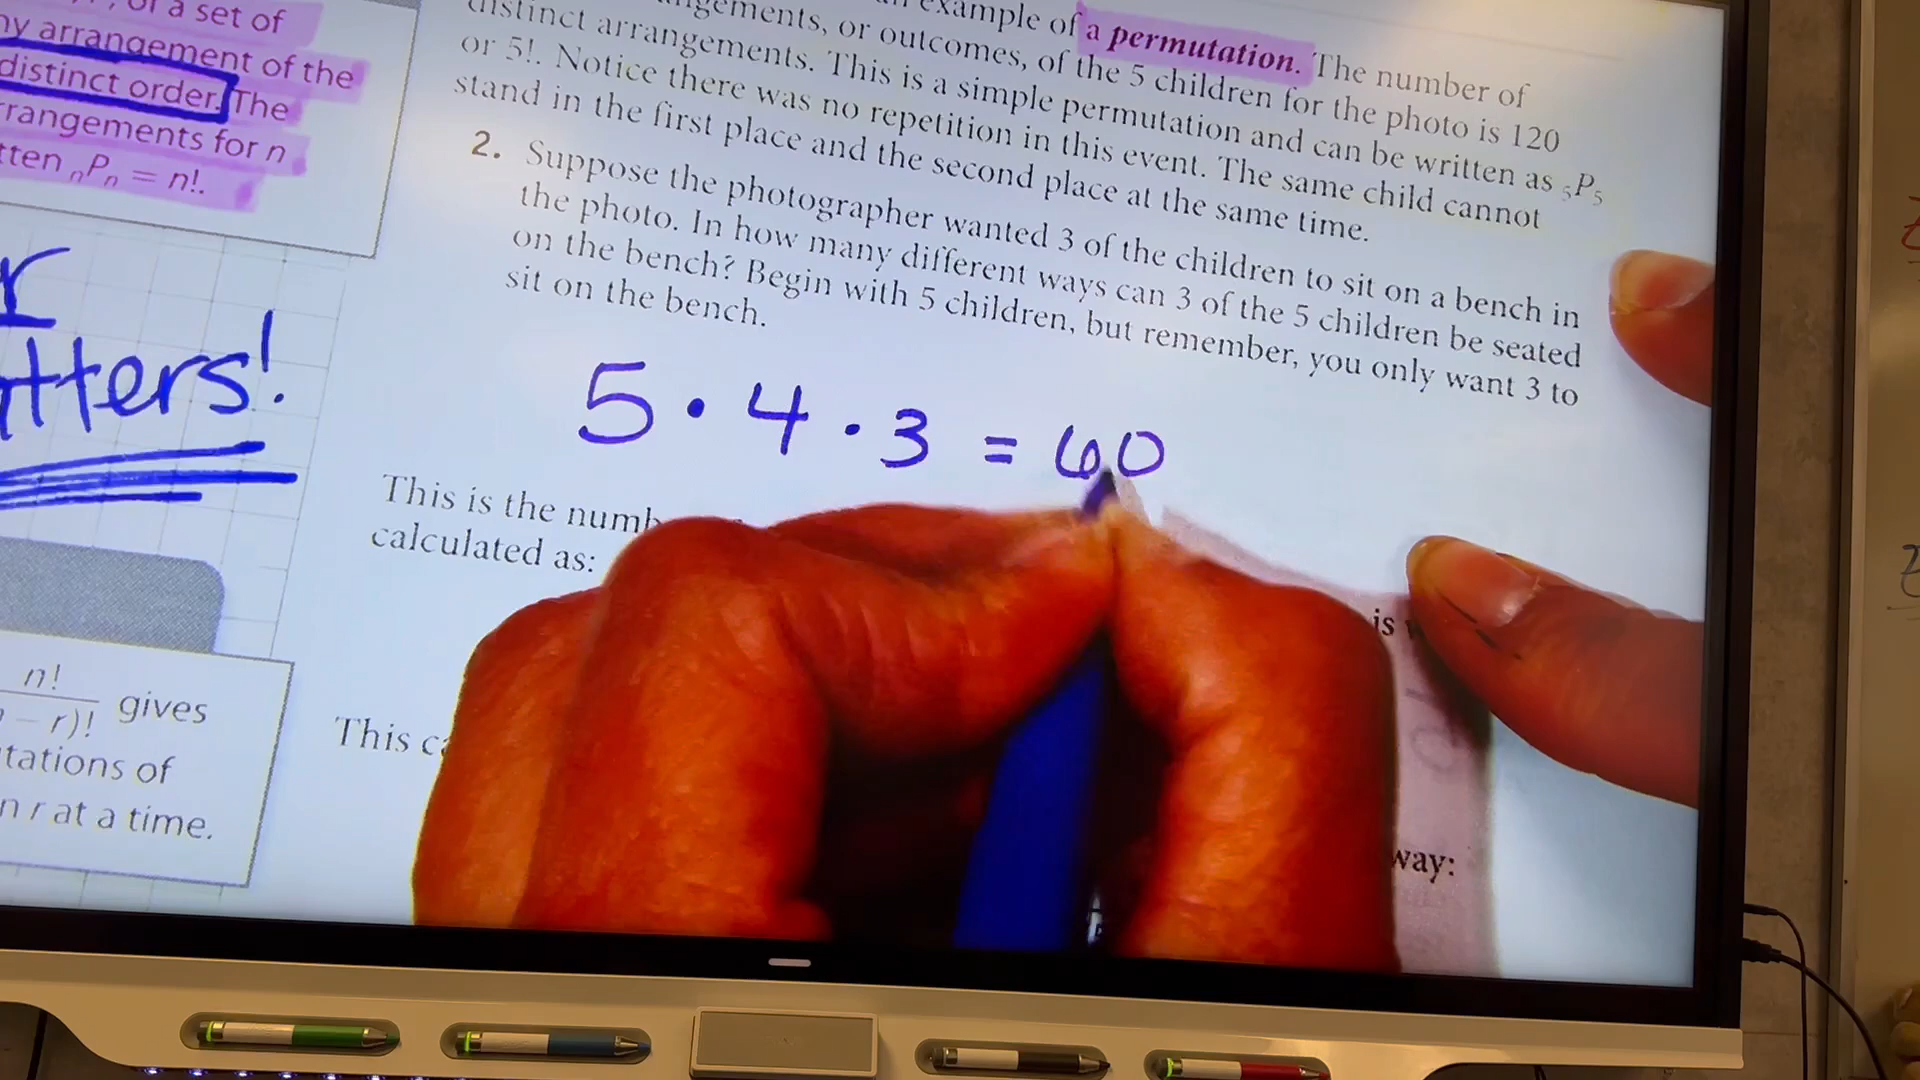 of a set of
arrangement of the
distinct order. The
rangements for n
ten nPn = n!.
r
tters!
n!
– r)! gives
tations of
n r at a time.
example of a permutation. The number of
distinct arrangements, or outcomes, of the 5 children for the photo is 120
arrangements. This is a simple permutation and can be written as 5P5
or 5!. Notice there was no repetition in this event. The same child cannot
stand in the first place and the second place at the same time.
2. Suppose the photographer wanted 3 of the children to sit on a bench in
the photo. In how many different ways can 3 of the 5 children be seated
on the bench? Begin with 5 children, but remember, you only want 3 to
sit on the bench.
5 · 4 · 3 = 60
This is the numb
calculated as:
is
This ca
way: